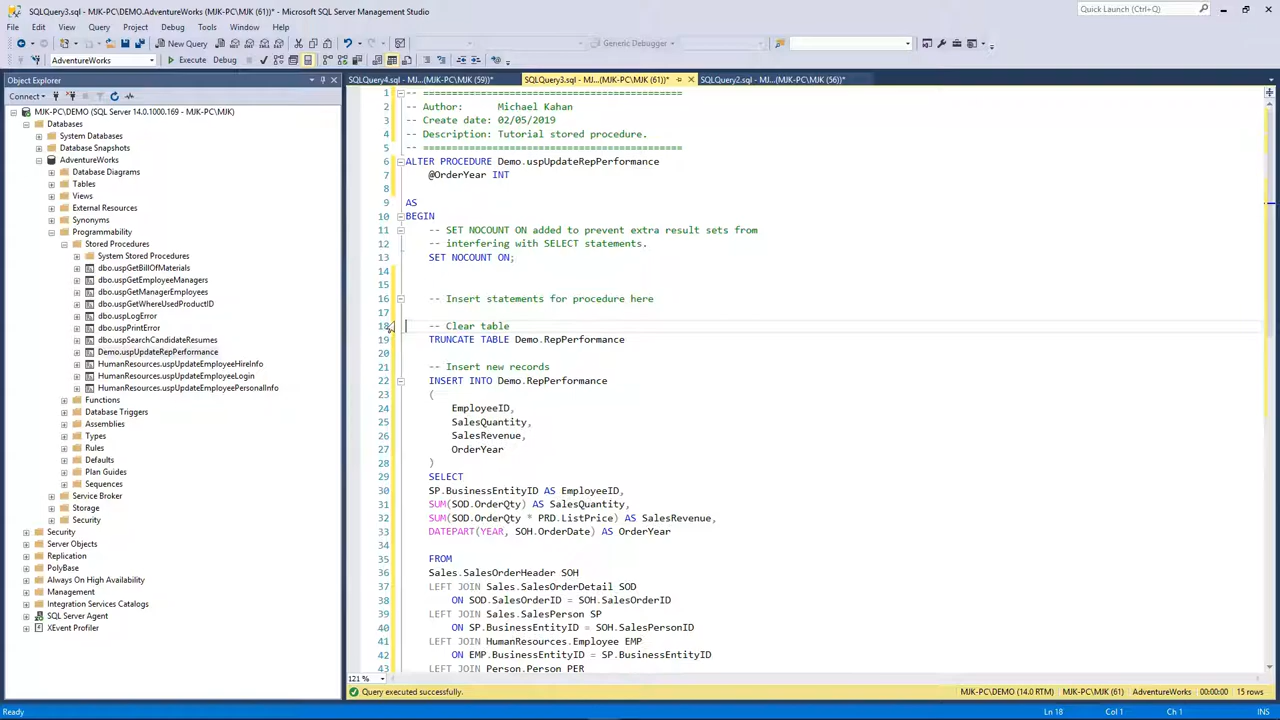 SQLQuery3.sql - MJK-PC\DEMO.AdventureWorks (MJK-PC\MJK (61))* - Microsoft SQL Server Management Studio
Quick Launch (Ctrl+Q)
File Edit View Query Project Debug Tools Window Help
New Query
Generic Debugger
AdventureWorks
Execute Debug
Object Explorer
Connect
MJK-PC\DEMO (SQL Server 14.0.1000.169 - MJK-PC\MJK)
Databases
System Databases
Database Snapshots
AdventureWorks
Database Diagrams
Tables
Views
External Resources
Synonyms
Programmability
Stored Procedures
System Stored Procedures
dbo.uspGetBillOfMaterials
dbo.uspGetEmployeeManagers
dbo.uspGetManagerEmployees
dbo.uspGetWhereUsedProductID
dbo.uspLogError
dbo.uspPrintError
dbo.uspSearchCandidateResumes
Demo.uspUpdateRepPerformance
HumanResources.uspUpdateEmployeeHireInfo
HumanResources.uspUpdateEmployeeLogin
HumanResources.uspUpdateEmployeePersonalInfo
Functions
Database Triggers
Assemblies
Types
Rules
Defaults
Plan Guides
Sequences
Service Broker
Storage
Security
Security
Server Objects
Replication
PolyBase
Always On High Availability
Management
Integration Services Catalogs
SQL Server Agent
XEvent Profiler
SQLQuery4.sql - MJ...(MJK-PC\MJK (59))* SQLQuery3.sql - MJ...(MJK-PC\MJK (61))* SQLQuery2.sql - MJ...(MJK-PC\MJK (56))*
1 -- =============================================
2 -- Author: Michael Kahan
3 -- Create date: 02/05/2019
4 -- Description: Tutorial stored procedure.
5 -- =============================================
6 ALTER PROCEDURE Demo.uspUpdateRepPerformance
7 @OrderYear INT
8
9 AS
10 BEGIN
11 -- SET NOCOUNT ON added to prevent extra result sets from
12 -- interfering with SELECT statements.
13 SET NOCOUNT ON;
14
15
16 -- Insert statements for procedure here
17
18 -- Clear table
19 TRUNCATE TABLE Demo.RepPerformance
20
21 -- Insert new records
22 INSERT INTO Demo.RepPerformance
23 (
24 EmployeeID,
25 SalesQuantity,
26 SalesRevenue,
27 OrderYear
28 )
29 SELECT
30 SP.BusinessEntityID AS EmployeeID,
31 SUM(SOD.OrderQty) AS SalesQuantity,
32 SUM(SOD.OrderQty * PRD.ListPrice) AS SalesRevenue,
33 DATEPART(YEAR, SOH.OrderDate) AS OrderYear
34
35 FROM
36 Sales.SalesOrderHeader SOH
37 LEFT JOIN Sales.SalesOrderDetail SOD
38 ON SOD.SalesOrderID = SOH.SalesOrderID
39 LEFT JOIN Sales.SalesPerson SP
40 ON SP.BusinessEntityID = SOH.SalesPersonID
41 LEFT JOIN HumanResources.Employee EMP
42 ON EMP.BusinessEntityID = SP.BusinessEntityID
43 LEFT JOIN Person.Person PER
121 %
Query executed successfully.
MJK-PC\DEMO (14.0 RTM) MJK-PC\MJK (61) AdventureWorks 00:00:00 15 rows
Ready Ln 18 Col 1 Ch 1 INS